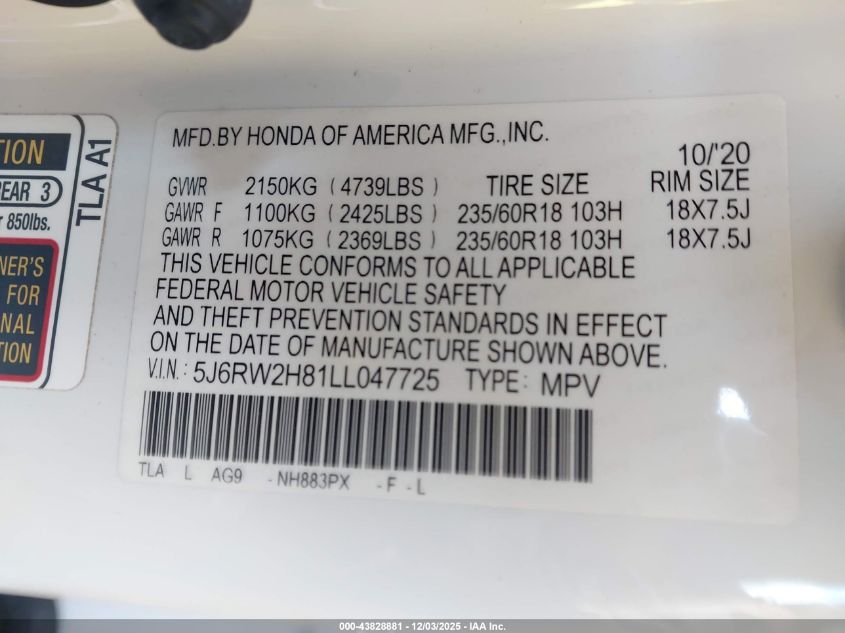 TION
EAR 3
r 850lbs.
NER'S
FOR
NAL
TION
TLA A1
MFD.BY HONDA OF AMERICA MFG.,INC.
10/'20
GVWR 2150KG (4739LBS) TIRE SIZE RIM SIZE
GAWR F 1100KG (2425LBS) 235/60R18 103H 18X7.5J
GAWR R 1075KG (2369LBS) 235/60R18 103H 18X7.5J
THIS VEHICLE CONFORMS TO ALL APPLICABLE
FEDERAL MOTOR VEHICLE SAFETY
AND THEFT PREVENTION STANDARDS IN EFFECT
ON THE DATE OF MANUFACTURE SHOWN ABOVE.
V.I.N.: 5J6RW2H81LL047725 TYPE: MPV
TLA L AG9 -NH883PX -F -L
000-43828881 | 12/03/2025 - IAA Inc.